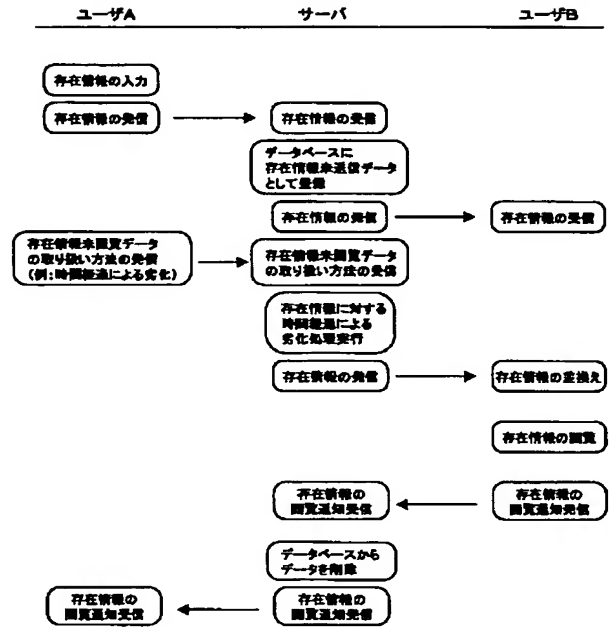 ユーザA サーバ ユーザB
存在情報の入力
存在情報の発信 存在情報の受信
データベースに
存在情報未返信データ
として登録
存在情報の発信 存在情報の受信
存在情報未閲覧データ
の取り扱い方法の発信
(例:時間経過による劣化)
存在情報未閲覧データ
の取り扱い方法の受信
存在情報に対する
時間経過による
劣化処理実行
存在情報の発信 存在情報の差換え
存在情報の閲覧
存在情報の
閲覧通知受信
存在情報の
閲覧通知発信
データベースから
データを削除
存在情報の
閲覧通知受信
存在情報の
閲覧通知発信